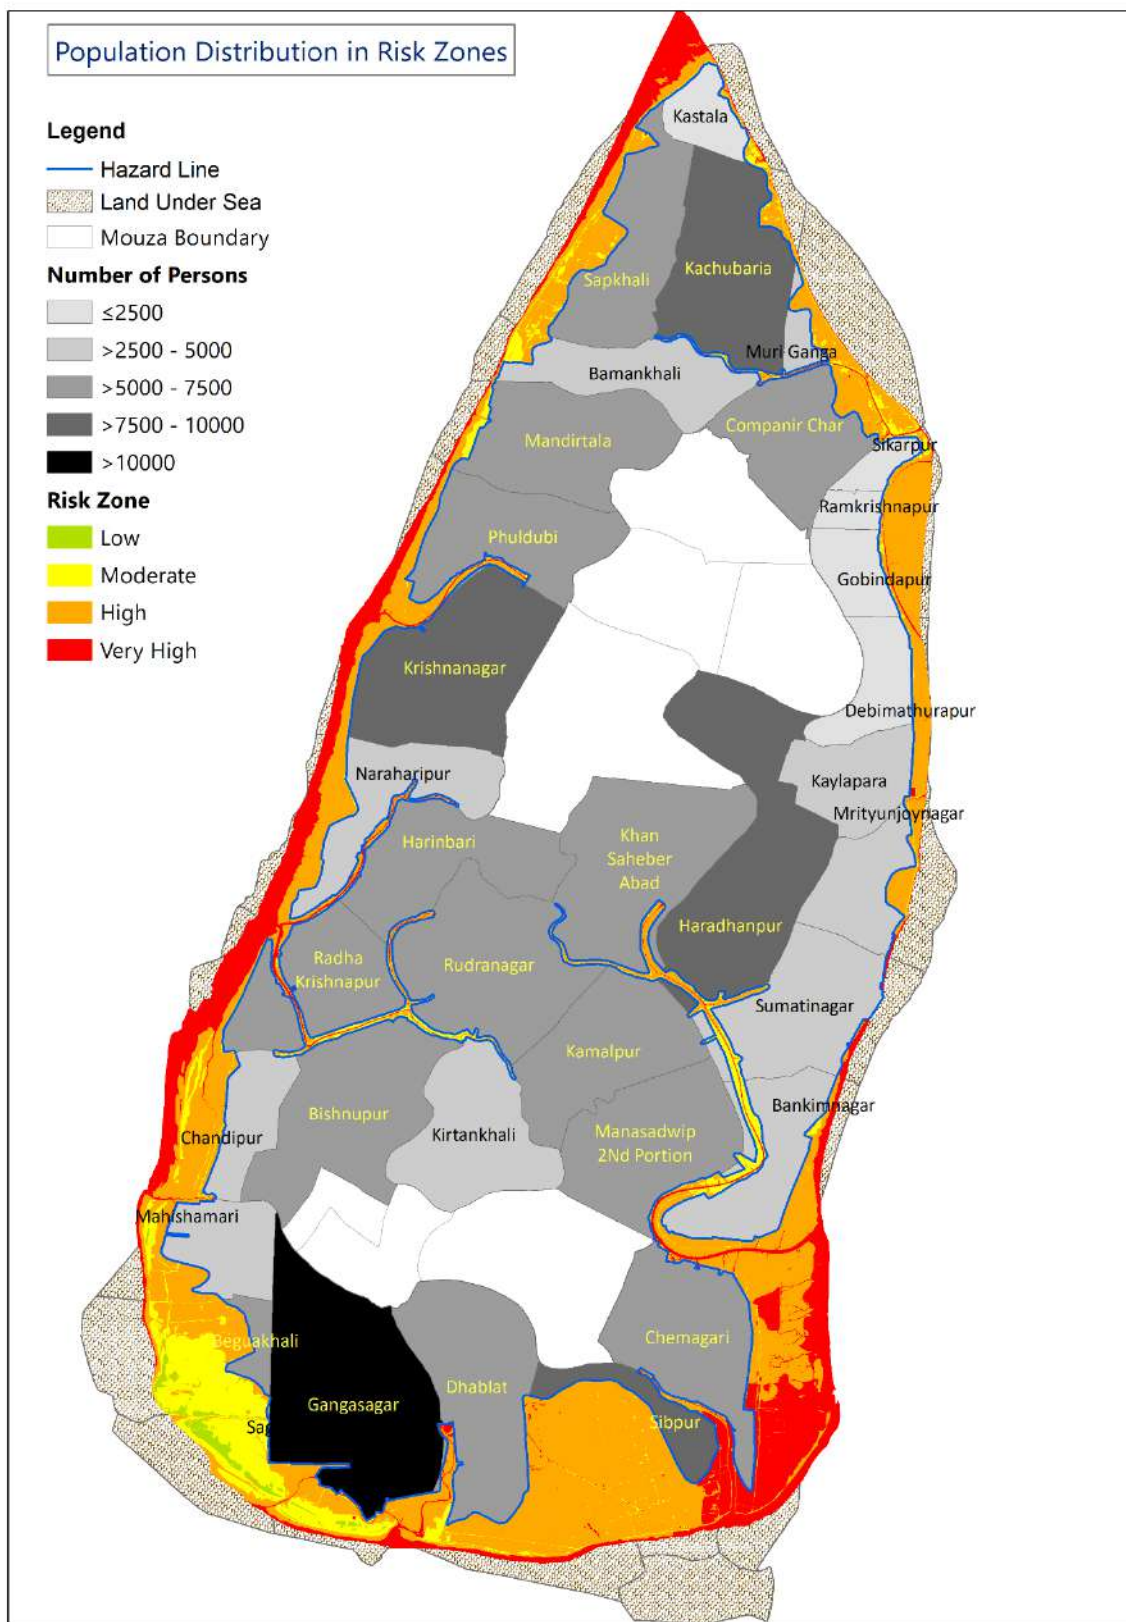 Population Distribution in Risk Zones
Legend
Hazard Line
Land Under Sea
Mouza Boundary
Number of Persons
≤2500
>2500 - 5000
>5000 - 7500
>7500 - 10000
>10000
Risk Zone
Low
Moderate
High
Very High
Kastala
Sapkhali
Kachubaria
Muri Ganga
Bamankhali
Mandirtala
Companir Char
Sikarpur
Ramkrishnapur
Phuldubi
Gobindapur
Krishnanagar
Debimathurapur
Naraharipur
Kaylapara
Mrityunjoynagar
Harinbari
Khan
Saheber
Abad
Haradhanpur
Radha
Krishnapur
Rudranagar
Sumatinagar
Kamalpur
Bishnupur
Bankimnagar
Chandipur
Kirtankhali
Manasadwip
2Nd Portion
Mahishamari
Beguakhali
Chemagari
Dhablat
Gangasagar
Sibpur
Sag